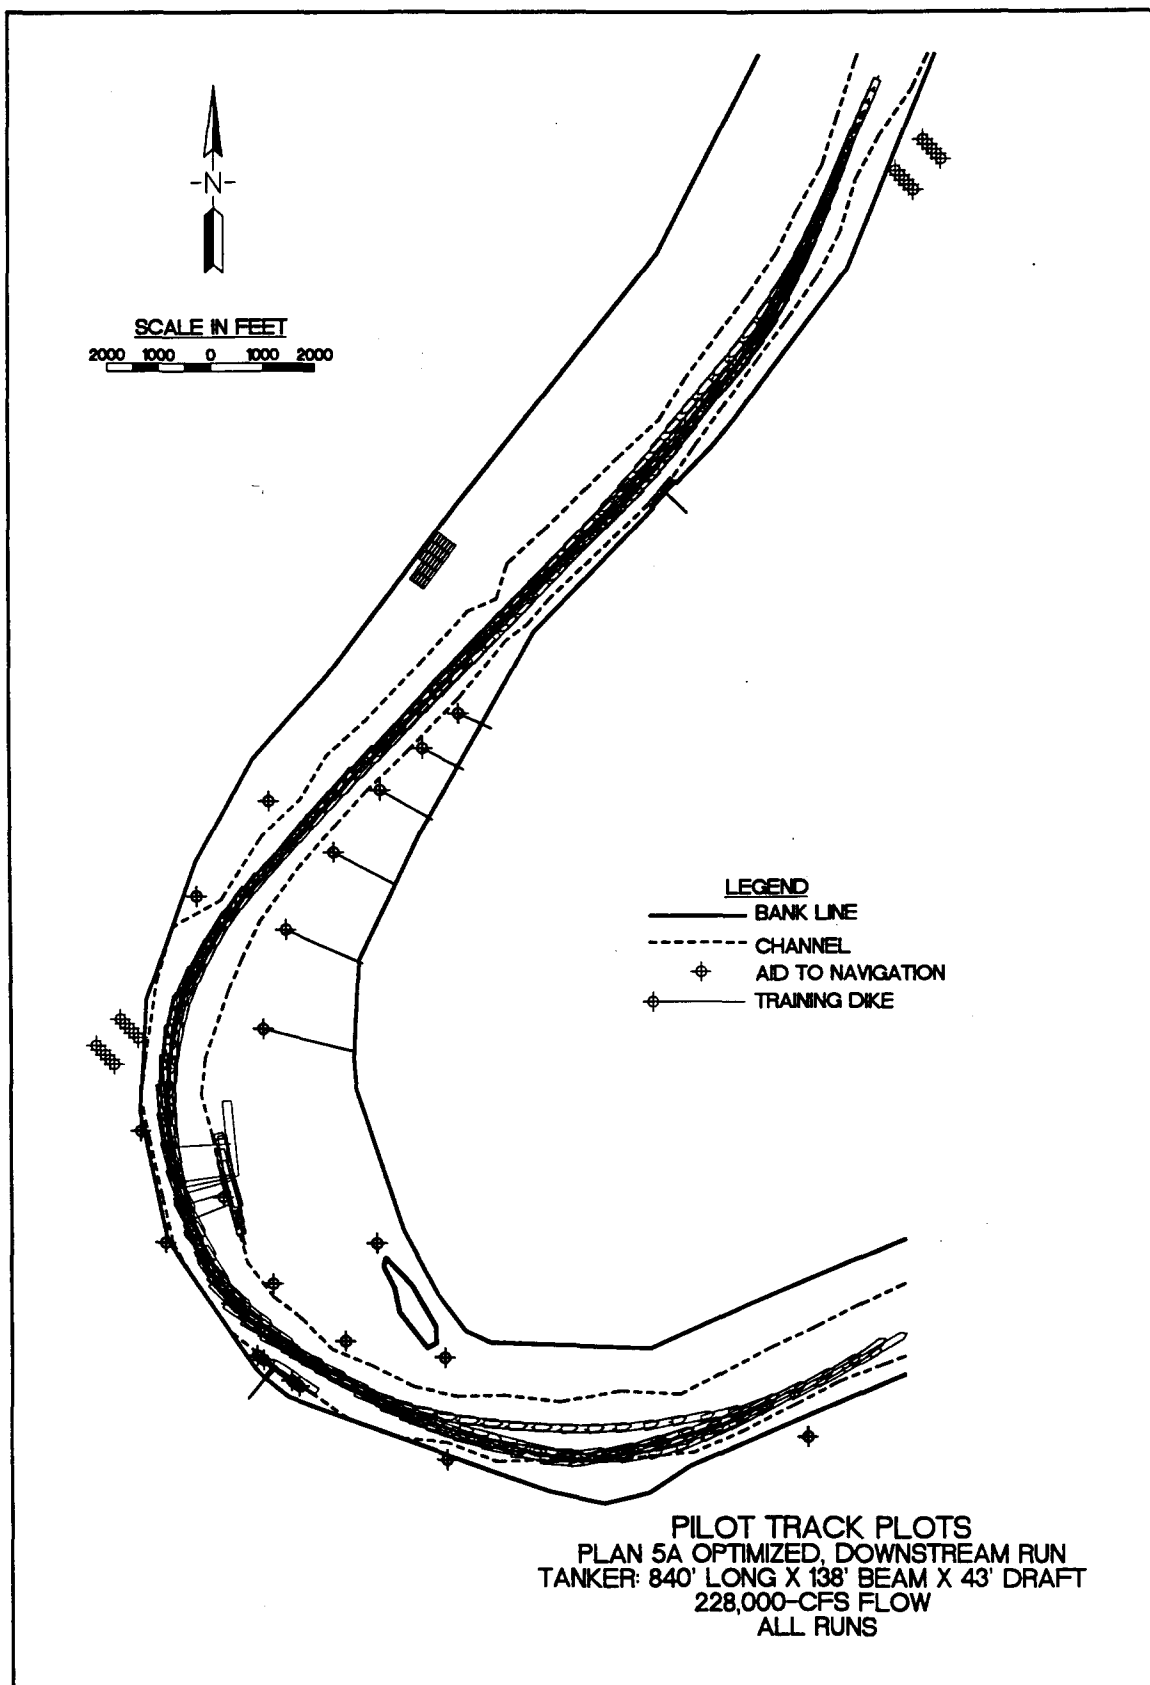 -N-
SCALE IN FEET
2000 1000 0 1000 2000
LEGEND
BANK LINE
CHANNEL
AID TO NAVIGATION
TRAINING DIKE
PILOT TRACK PLOTS
PLAN 5A OPTIMIZED, DOWNSTREAM RUN
TANKER: 840' LONG X 138' BEAM X 43' DRAFT
228,000-CFS FLOW
ALL RUNS